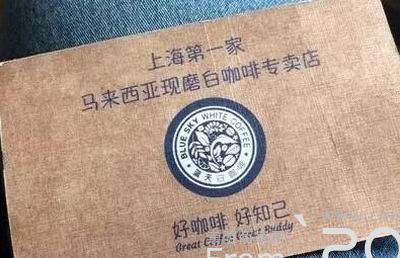 上海第一家
马来西亚现磨白咖啡专卖店
BLUE SKY WHITE COFFEE
蓝天白咖啡
好咖啡 好知己
Great Coffee Great Buddy
From
20